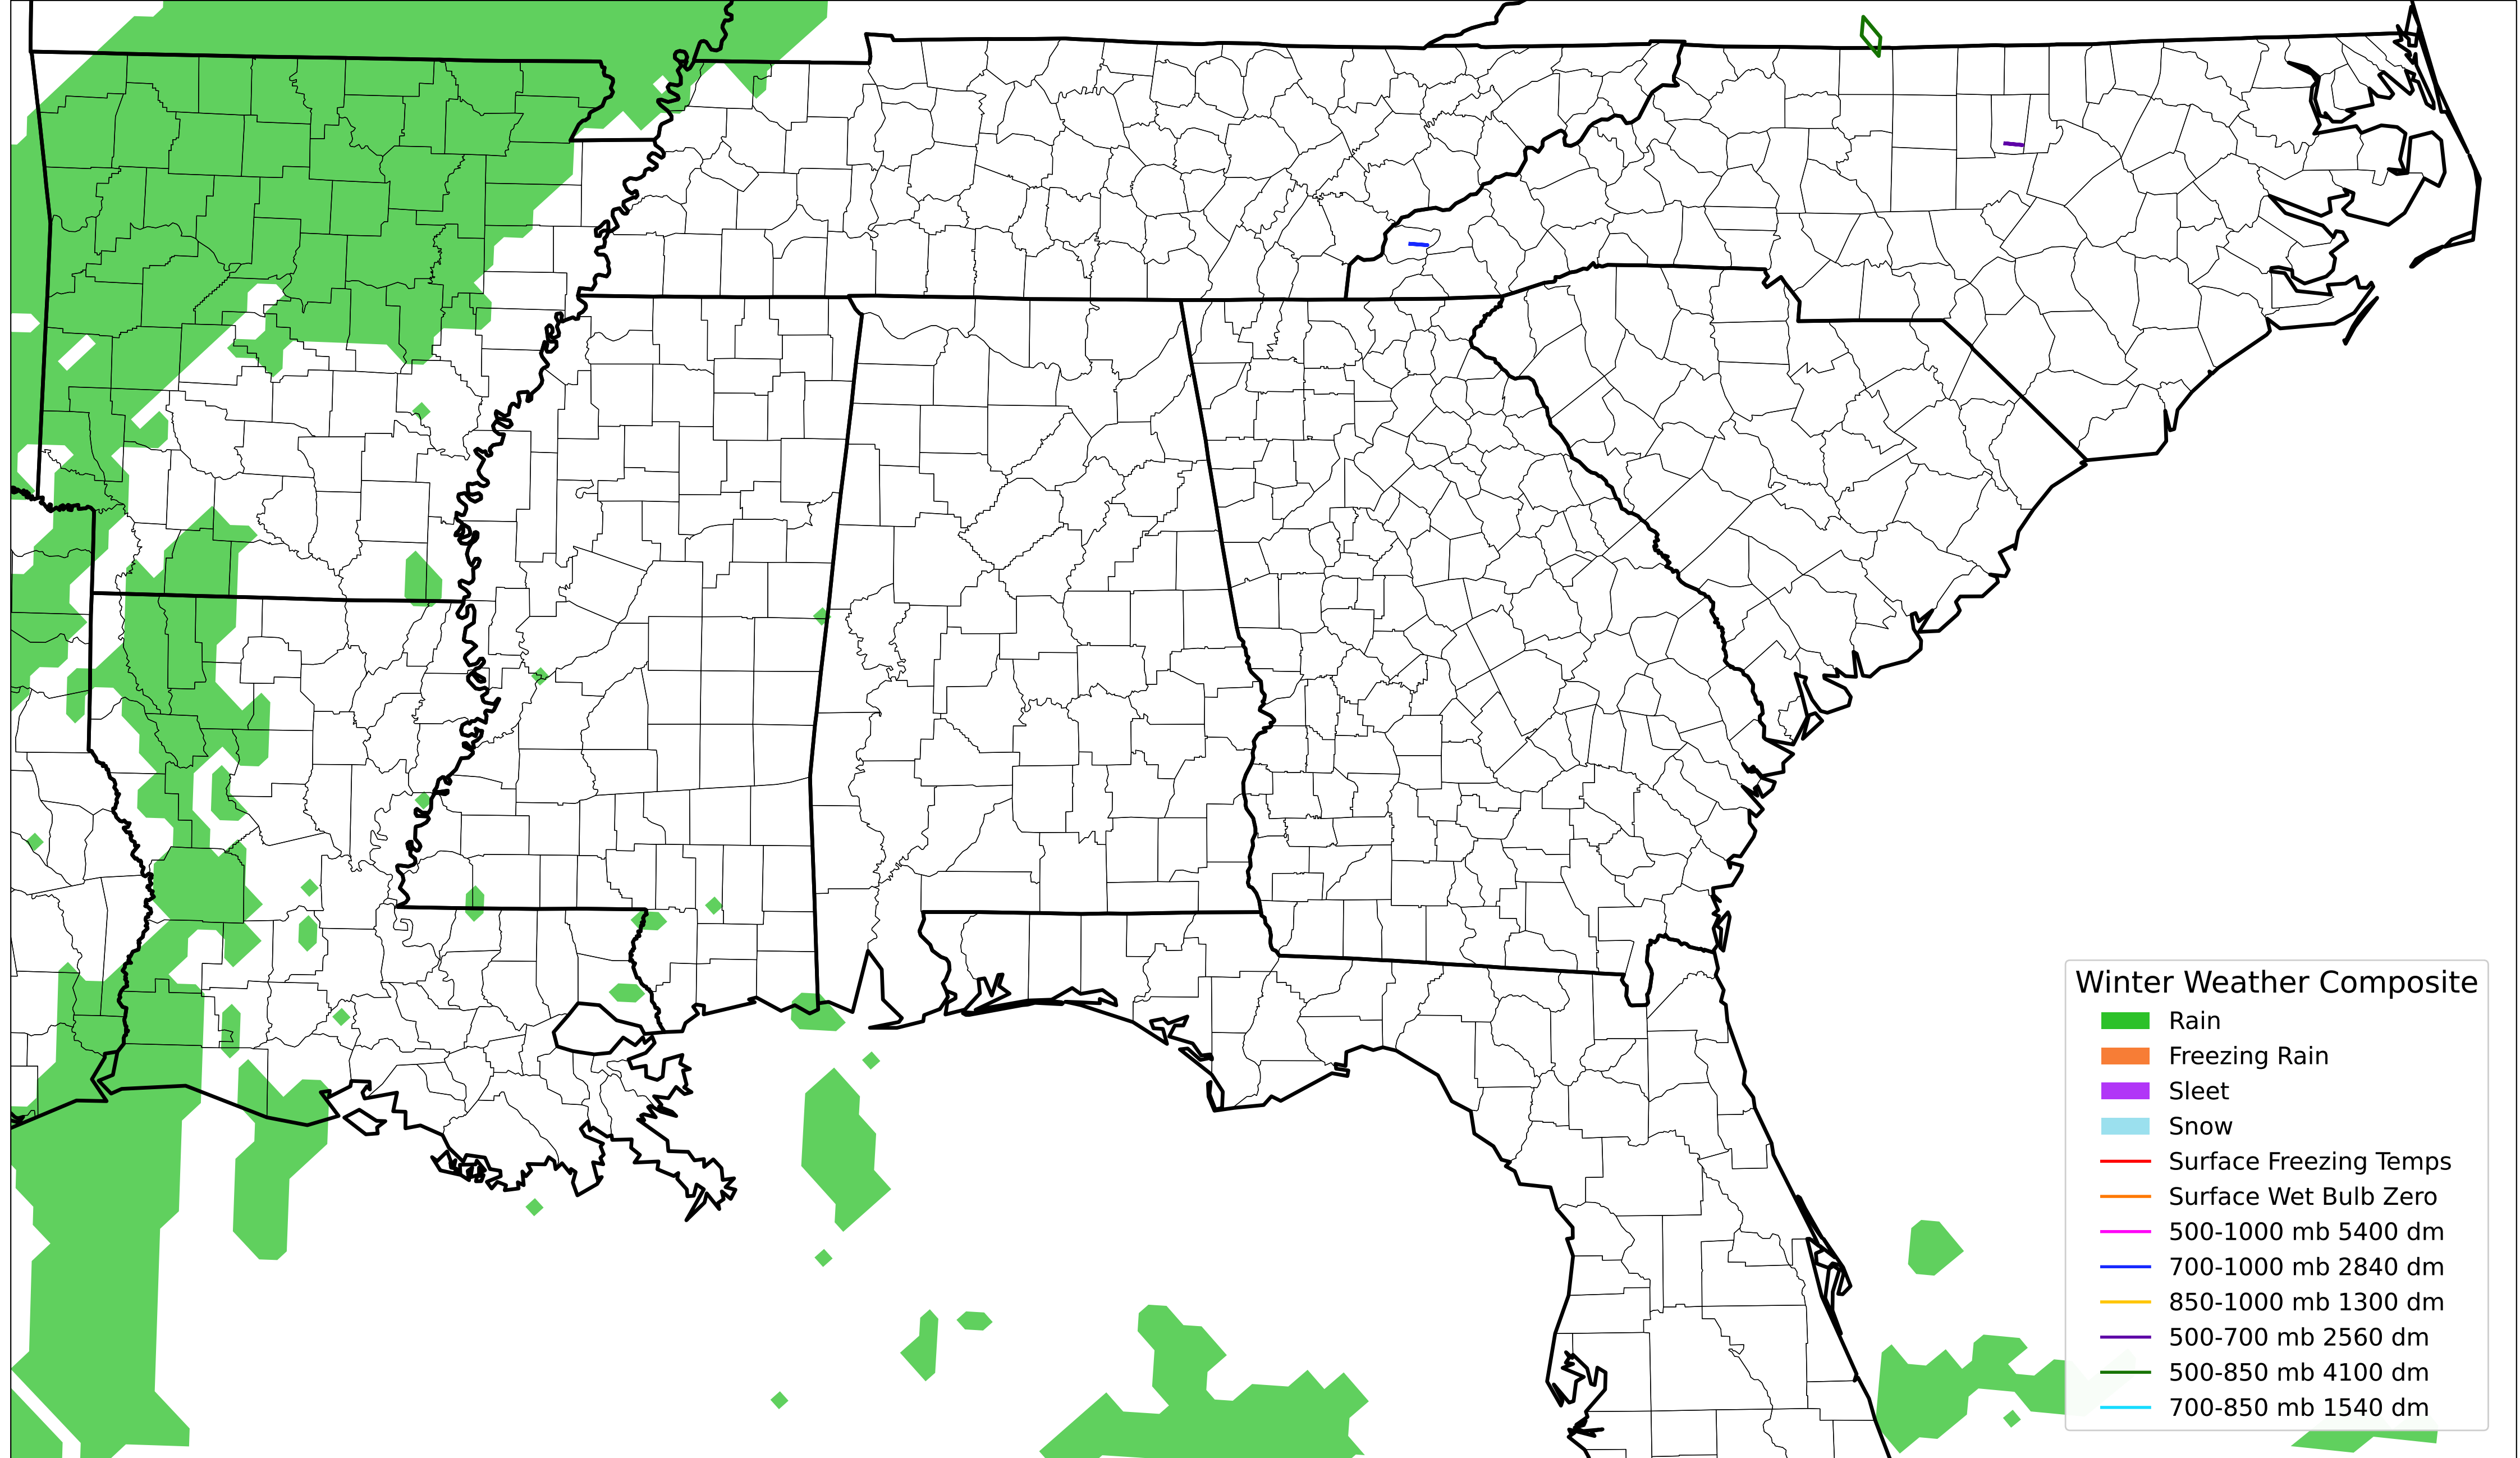 Winter Weather Composite
Rain
Freezing Rain
Sleet
Snow
Surface Freezing Temps
Surface Wet Bulb Zero
500-1000 mb 5400 dm
700-1000 mb 2840 dm
850-1000 mb 1300 dm
500-700 mb 2560 dm
500-850 mb 4100 dm
700-850 mb 1540 dm